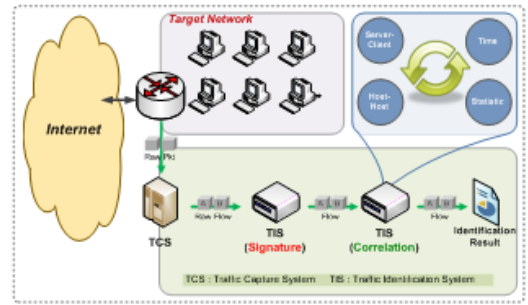 Target Network
Server-
Client
Time
Host-
Host
Statistic
Internet
Raw Pkt
A
B
Raw Flow
A
B
Flow
A
B
Flow
TCS
TIS
(Signature)
TIS
(Correlation)
Identification
Result
TCS : Traffic Capture System
TIS : Traffic Identification System